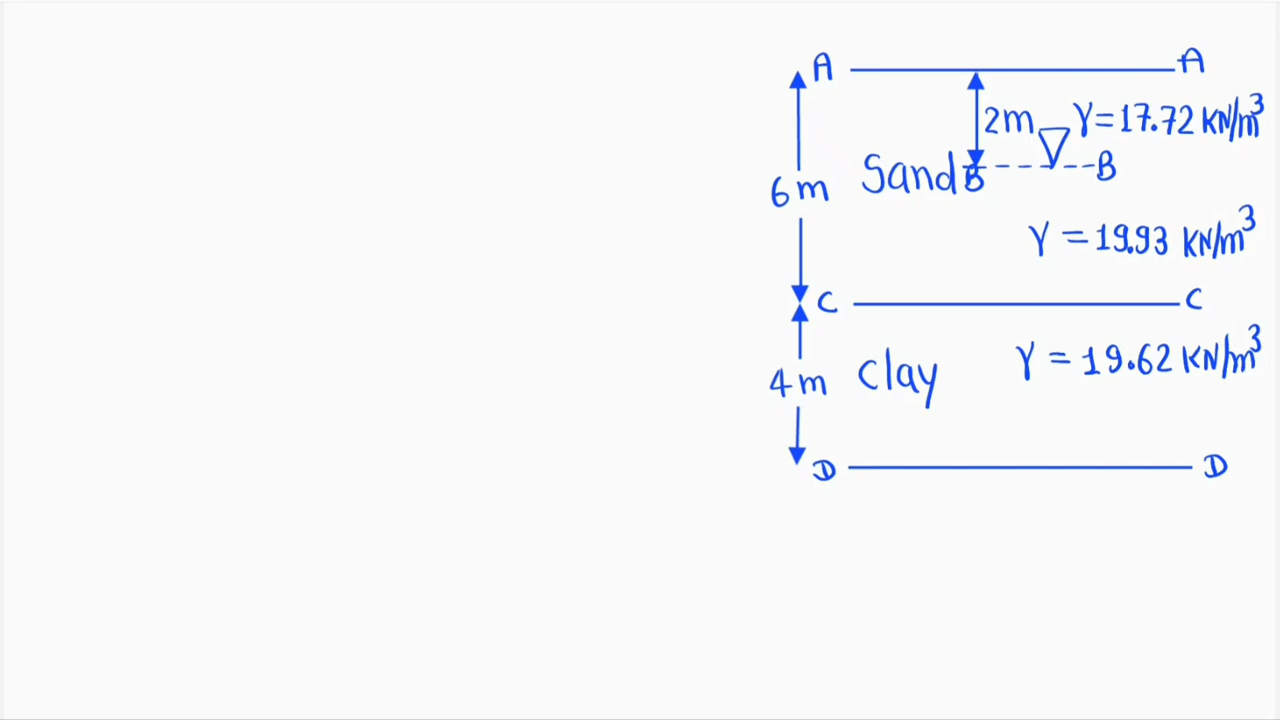 A A
2m γ=17.72 KN/m³
6m Sand B B
γ = 19.93 KN/m³
C C
4m Clay γ = 19.62 KN/m³
D D